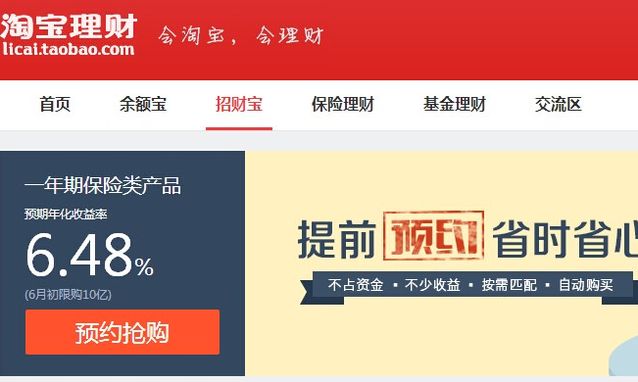 淘宝理财
licai.taobao.com
会淘宝，会理财
首页 余额宝 招财宝 保险理财 基金理财 交流区
一年期保险类产品
预期年化收益率
6.48%
(6月初限购10亿)
预约抢购
提前 预印 省时省心
不占资金 • 不少收益 • 按需匹配 • 自动购买